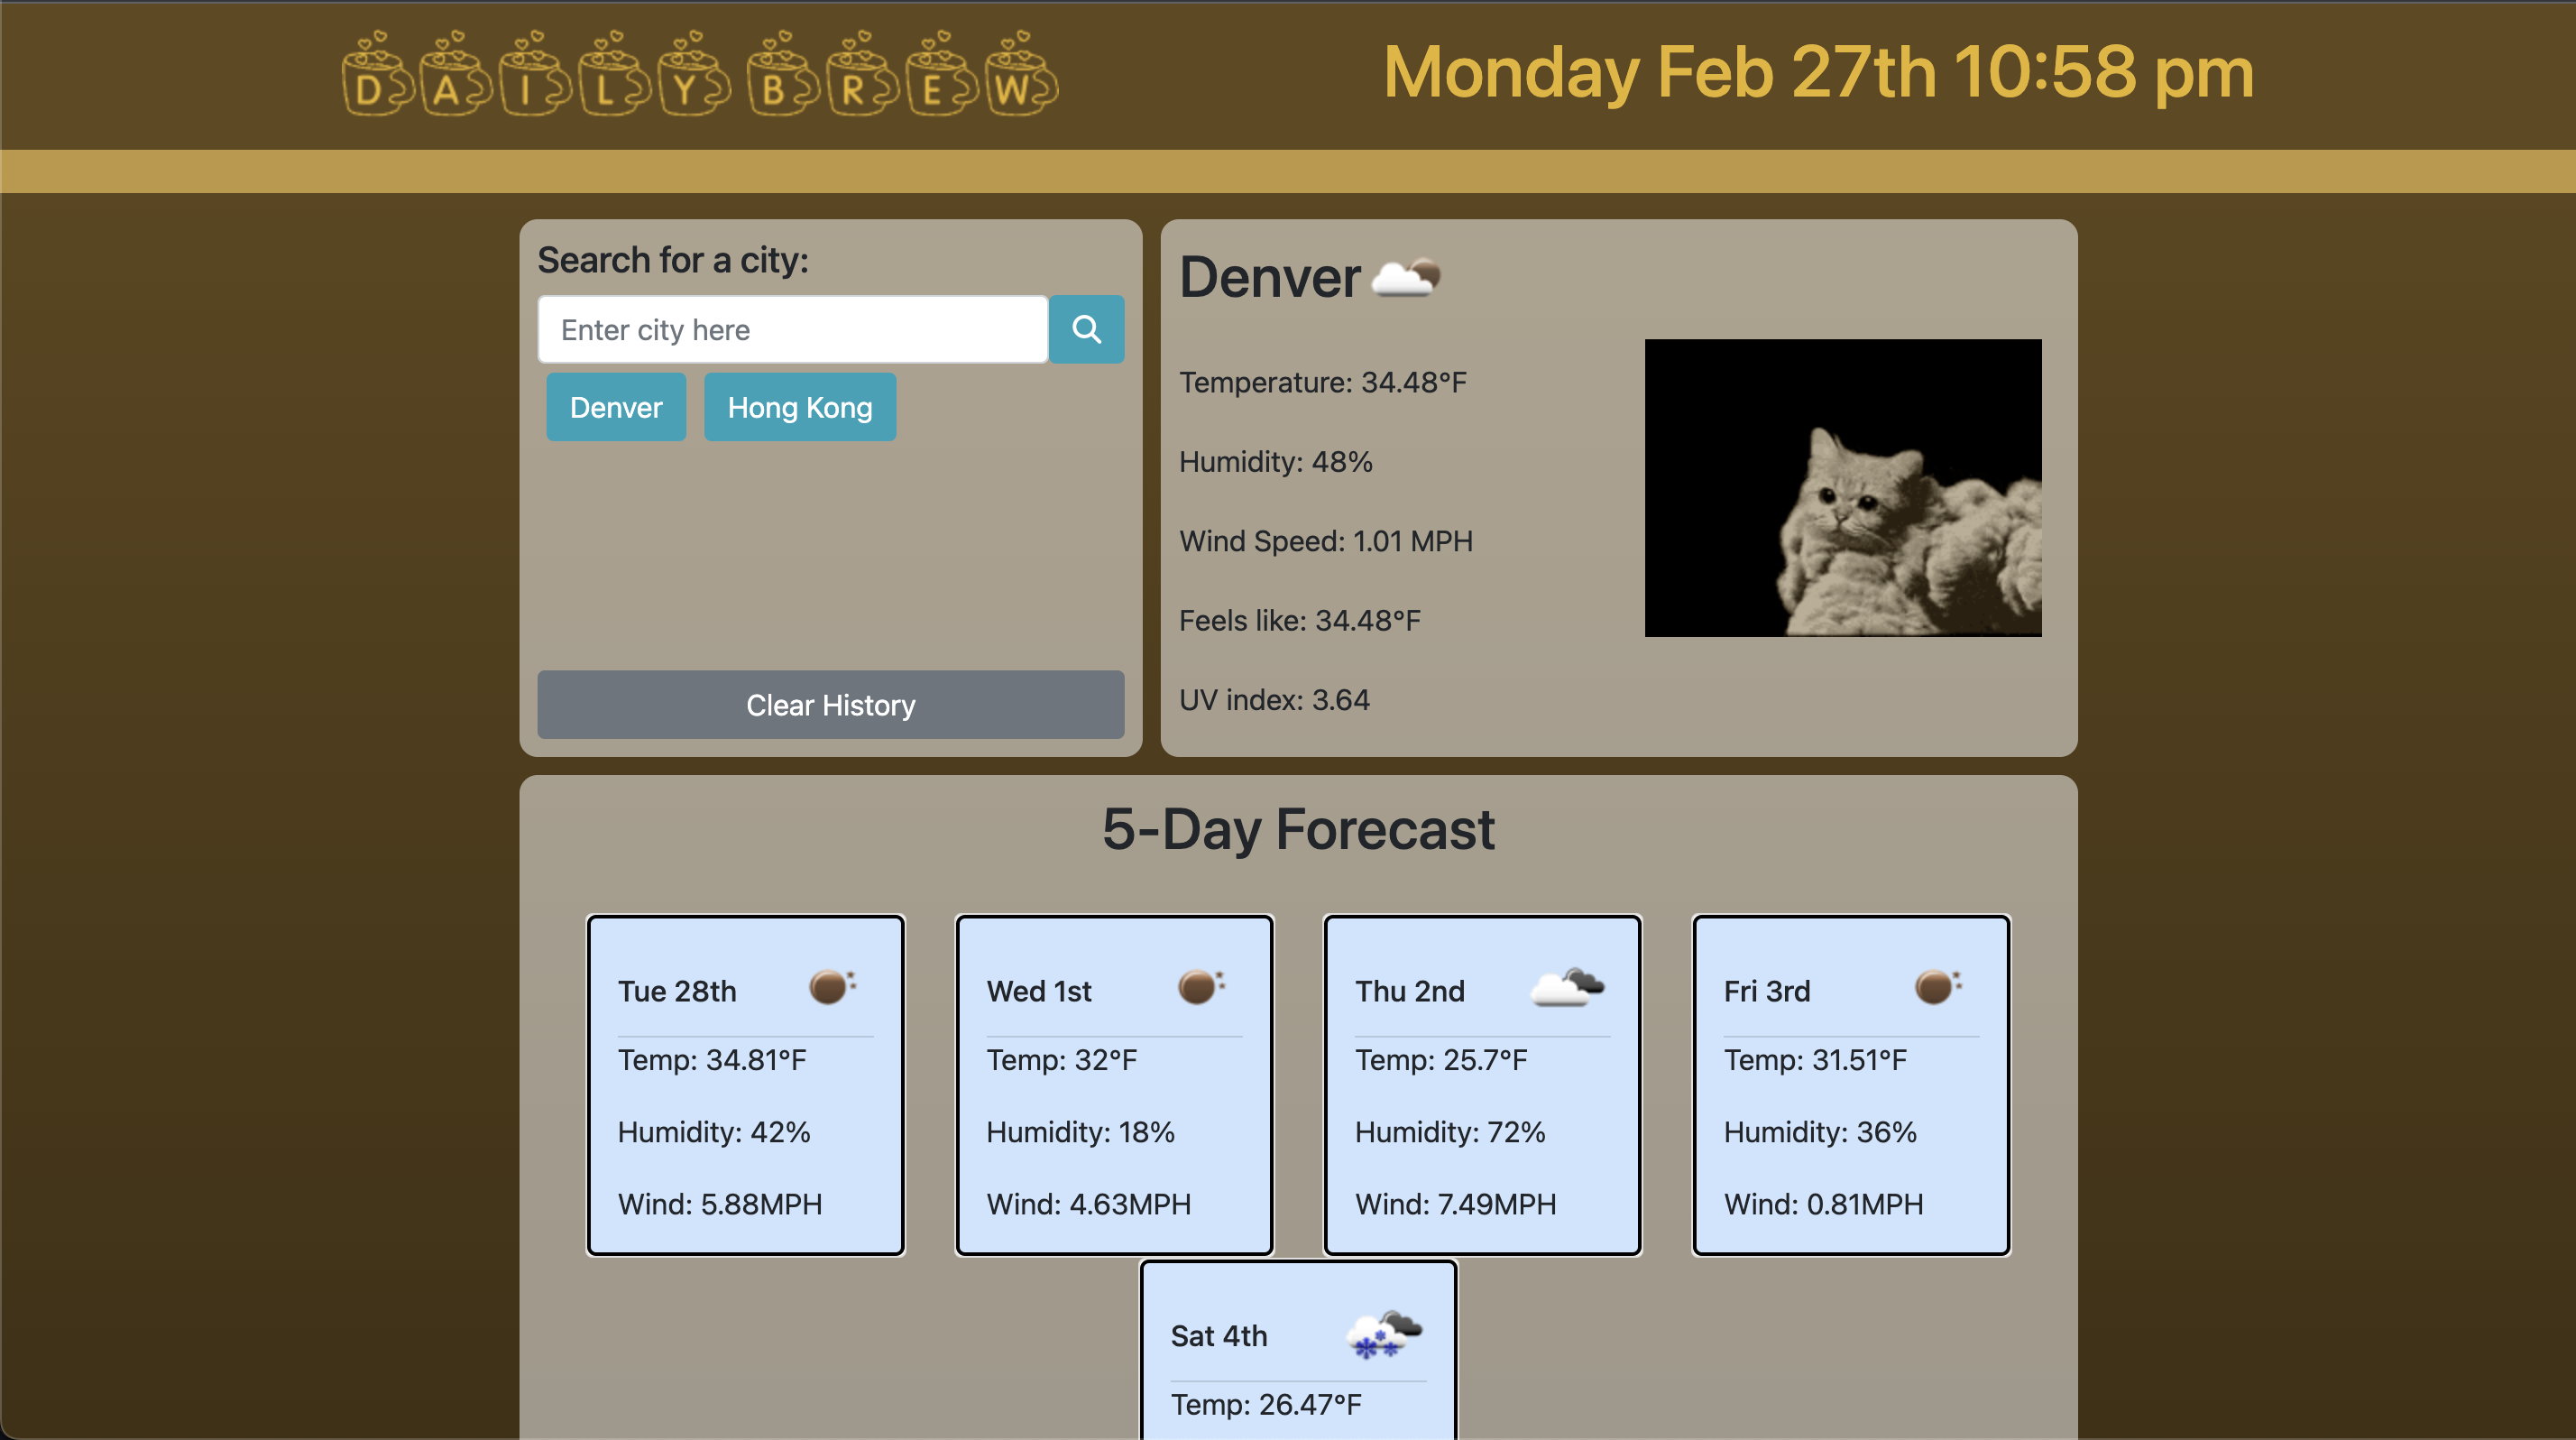 DAILY BREW
Monday Feb 27th 10:58 pm
Search for a city:
Enter city here
Denver
Hong Kong
Clear History
Denver
Temperature: 34.48°F
Humidity: 48%
Wind Speed: 1.01 MPH
Feels like: 34.48°F
UV index: 3.64
5-Day Forecast
Tue 28th
Temp: 34.81°F
Humidity: 42%
Wind: 5.88MPH
Wed 1st
Temp: 32°F
Humidity: 18%
Wind: 4.63MPH
Thu 2nd
Temp: 25.7°F
Humidity: 72%
Wind: 7.49MPH
Fri 3rd
Temp: 31.51°F
Humidity: 36%
Wind: 0.81MPH
Sat 4th
Temp: 26.47°F